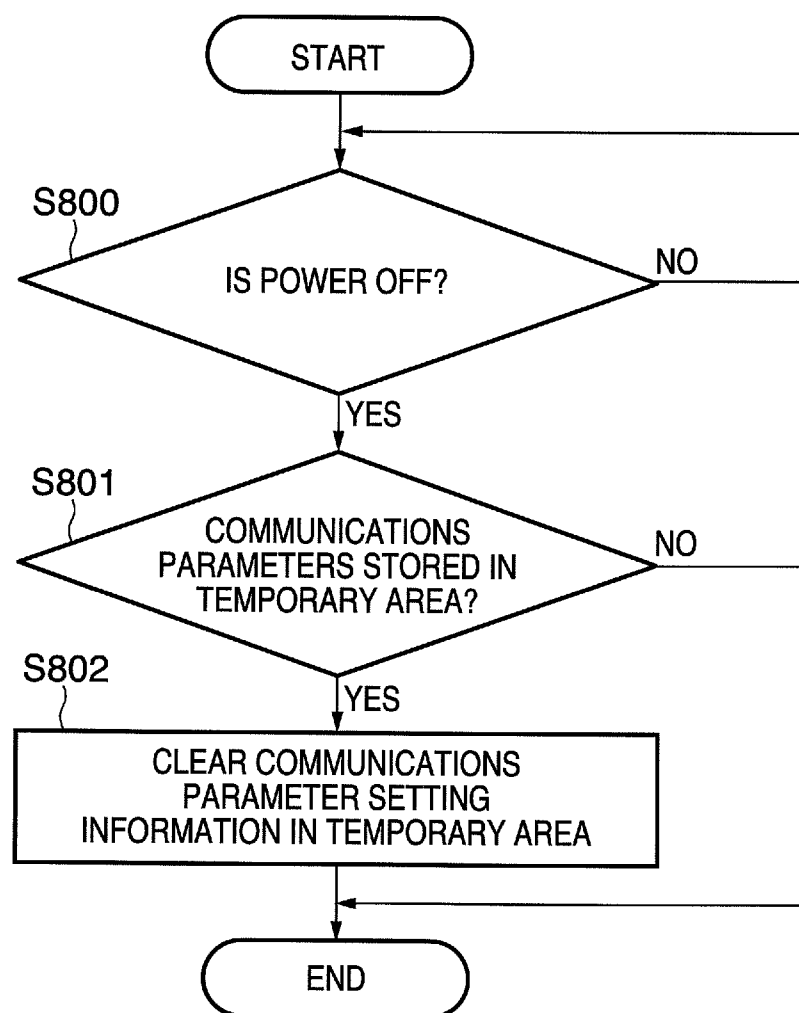 START
S800
IS POWER OFF?
NO
YES
S801
COMMUNICATIONS
PARAMETERS STORED IN
TEMPORARY AREA?
NO
S802
YES
CLEAR COMMUNICATIONS
PARAMETER SETTING
INFORMATION IN TEMPORARY AREA
END